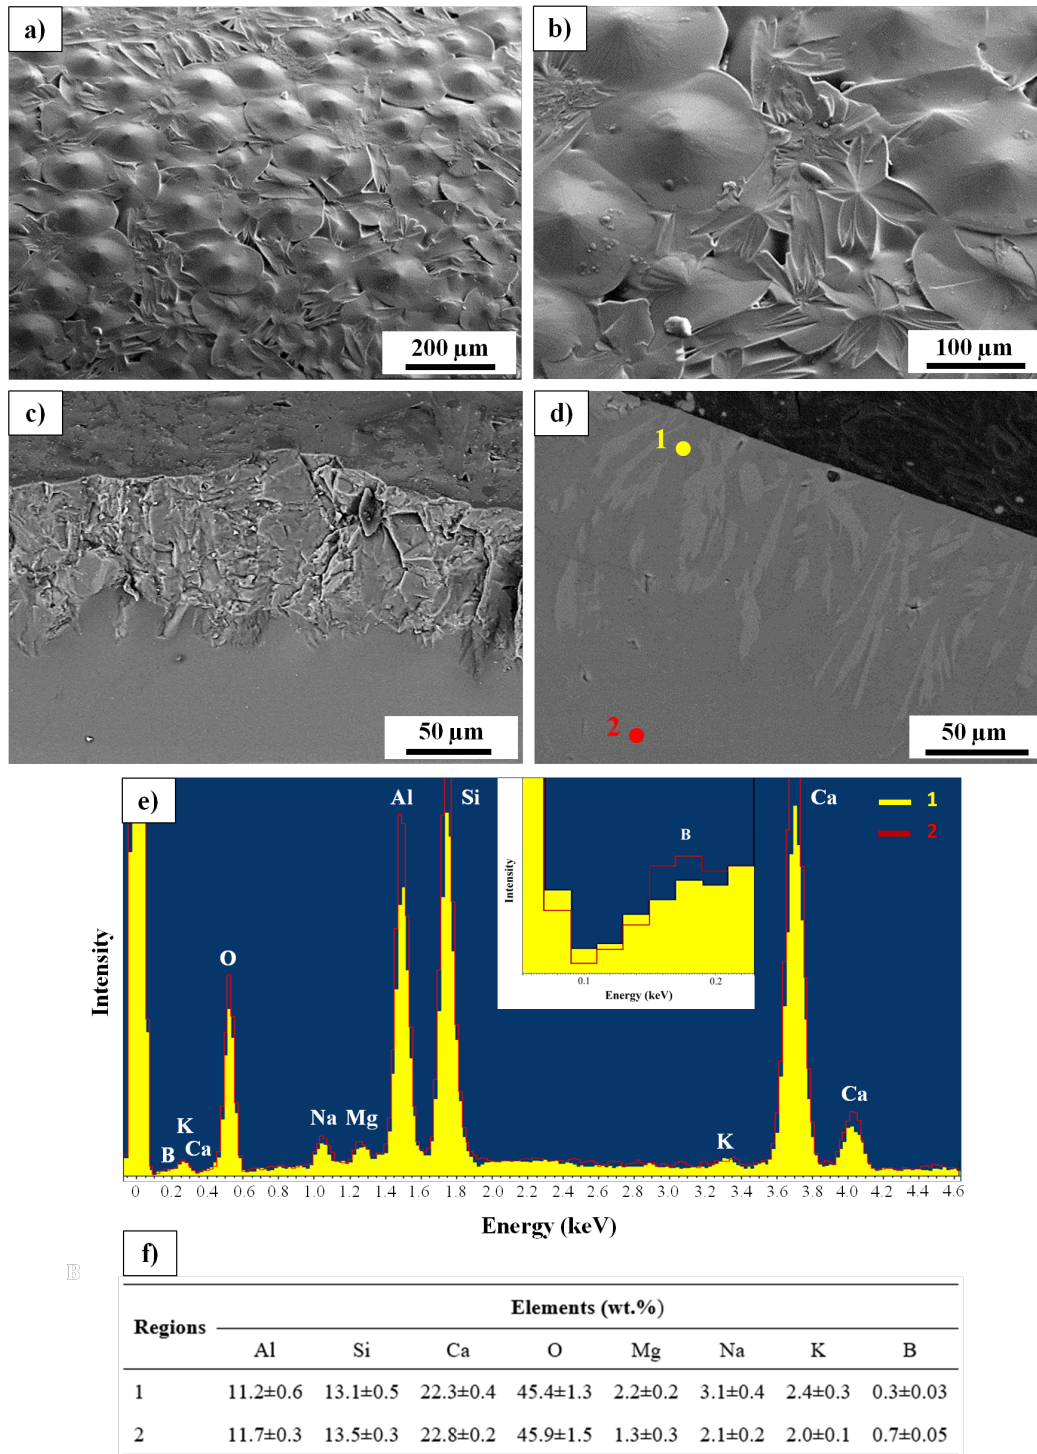 a)
200 µm
b)
100 µm
c)
50 µm
d)
1
2
50 µm
e)
Al
Si
Ca
1
2
O
Na
Mg
K
B
Ca
K
Ca
Intensity
0 0.2 0.4 0.6 0.8 1.0 1.2 1.4 1.6 1.8 2.0 2.2 2.4 2.6 2.8 3.0 3.2 3.4 3.6 3.8 4.0 4.2 4.4 4.6
Energy (keV)
B
Intensity
0.1 0.2
Energy (keV)
f)
B
Regions
Elements (wt.%)
Al Si Ca O Mg Na K B
1 11.2±0.6 13.1±0.5 22.3±0.4 45.4±1.3 2.2±0.2 3.1±0.4 2.4±0.3 0.3±0.03
2 11.7±0.3 13.5±0.3 22.8±0.2 45.9±1.5 1.3±0.3 2.1±0.2 2.0±0.1 0.7±0.05